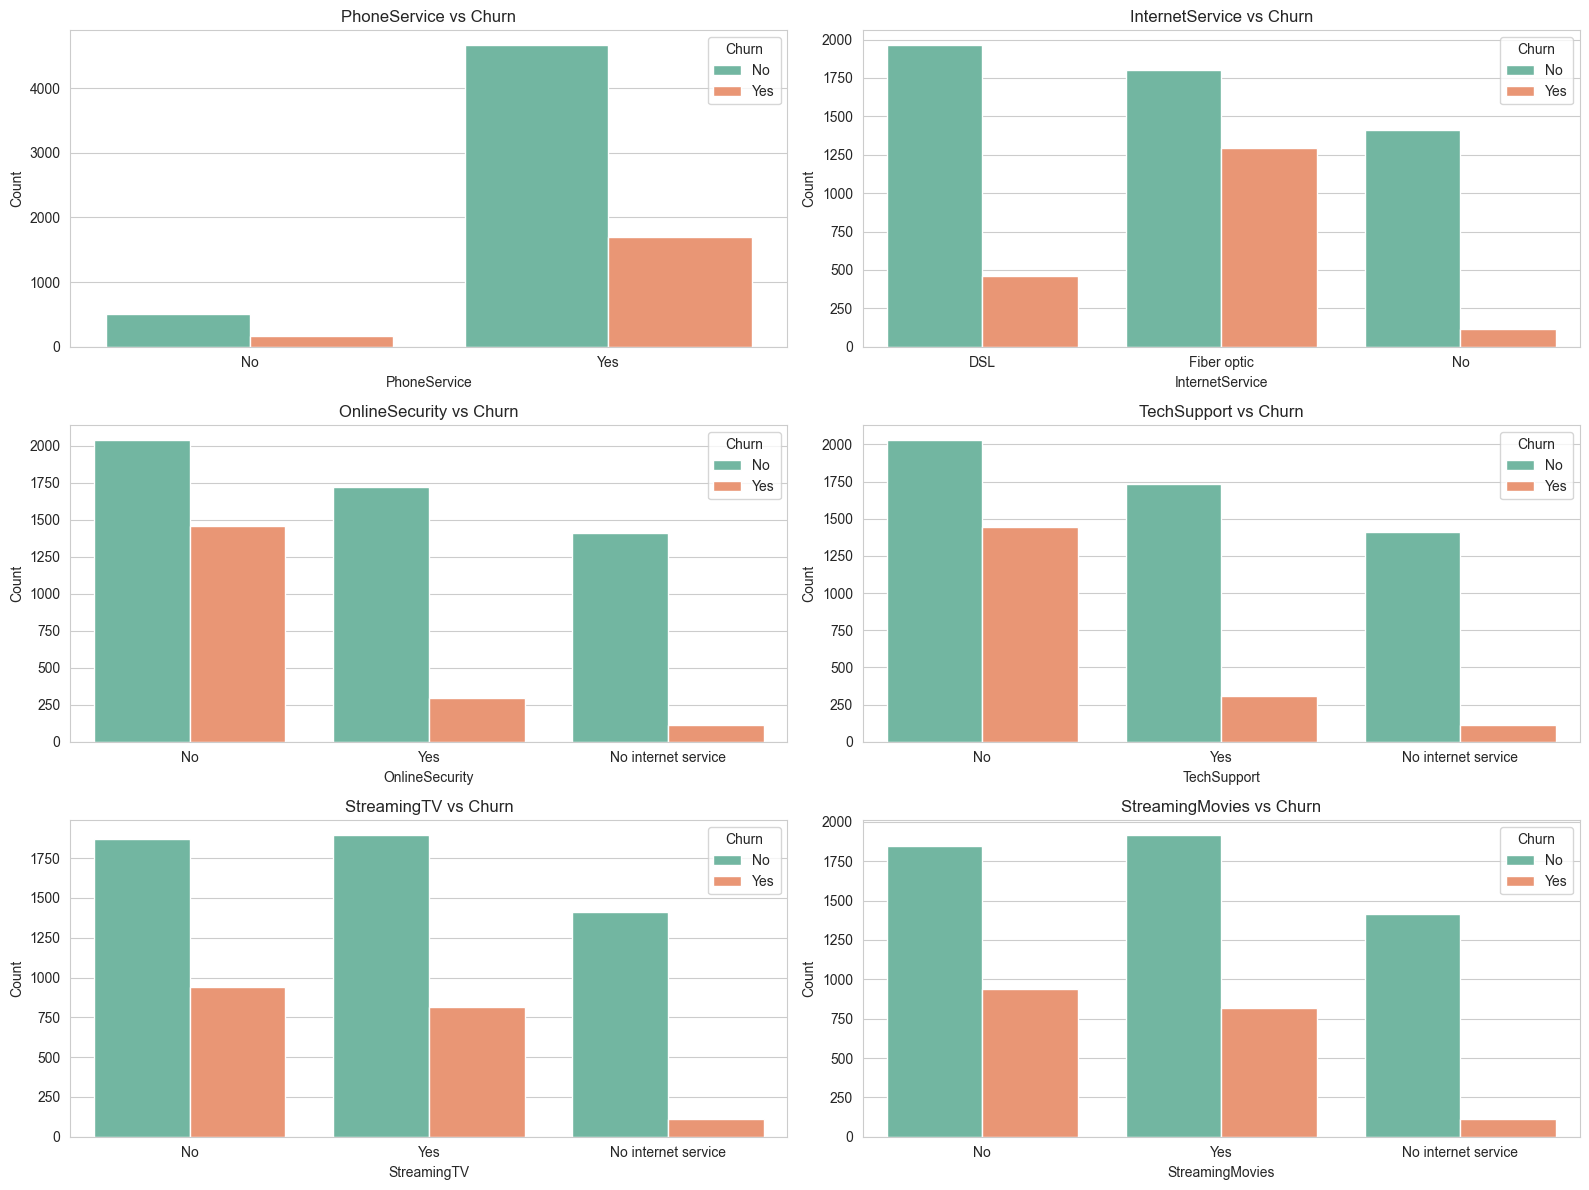 PhoneService vs Churn
Churn
No
Yes
4000
3000
2000
1000
0
Count
No
Yes
PhoneService
InternetService vs Churn
Churn
No
Yes
2000
1750
1500
1250
1000
750
500
250
0
Count
DSL
Fiber optic
No
InternetService
OnlineSecurity vs Churn
Churn
No
Yes
2000
1750
1500
1250
1000
750
500
250
0
Count
No
Yes
No internet service
OnlineSecurity
TechSupport vs Churn
Churn
No
Yes
2000
1750
1500
1250
1000
750
500
250
0
Count
No
Yes
No internet service
TechSupport
StreamingTV vs Churn
Churn
No
Yes
1750
1500
1250
1000
750
500
250
0
Count
No
Yes
No internet service
StreamingTV
StreamingMovies vs Churn
Churn
No
Yes
2000
1750
1500
1250
1000
750
500
250
0
Count
No
Yes
No internet service
StreamingMovies